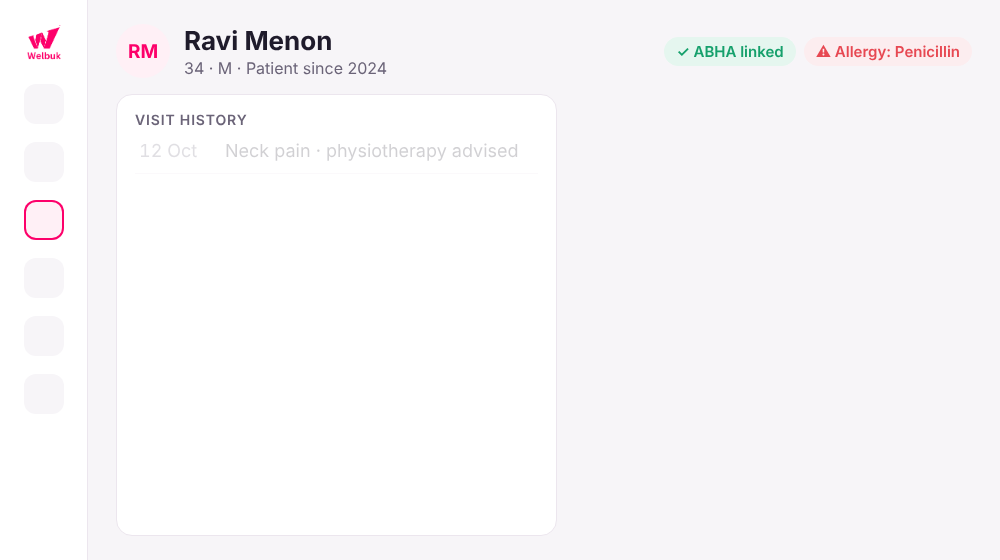 Welbuk
RM
Ravi Menon
34 · M · Patient since 2024
✓ ABHA linked
⚠ Allergy: Penicillin
VISIT HISTORY
12 Oct Neck pain · physiotherapy advised